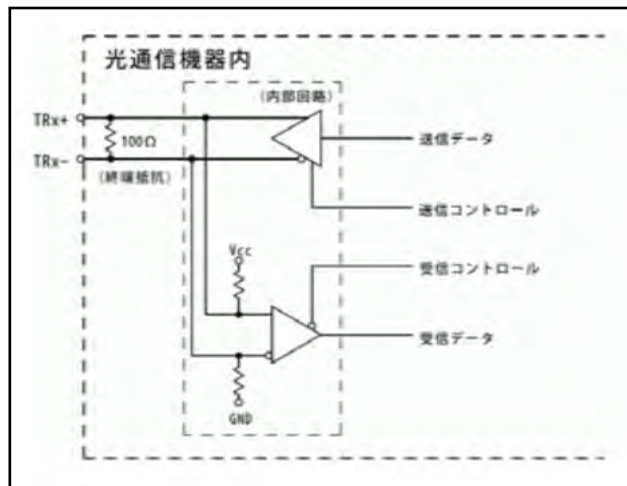 光通信機器内
(内部回路)
TRx+
100Ω
送信データ
TRx−
(終端抵抗)
送信コントロール
Vcc
受信コントロール
受信データ
GND